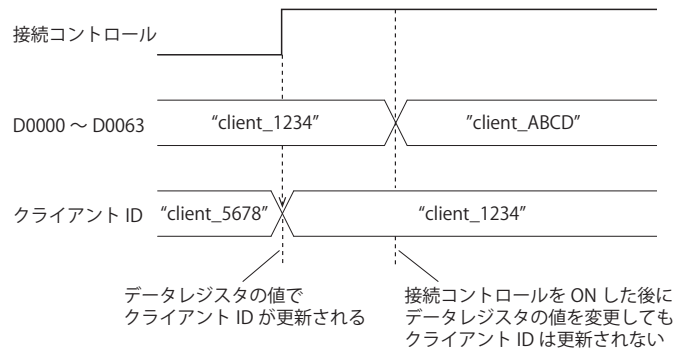 接続コントロール
D0000 ～ D0063
“client_1234”
”client_ABCD”
クライアント ID
“client_5678”
“client_1234”
データレジスタの値で
クライアント ID が更新される
接続コントロールを ON した後に
データレジスタの値を変更しても
クライアント ID は更新されない